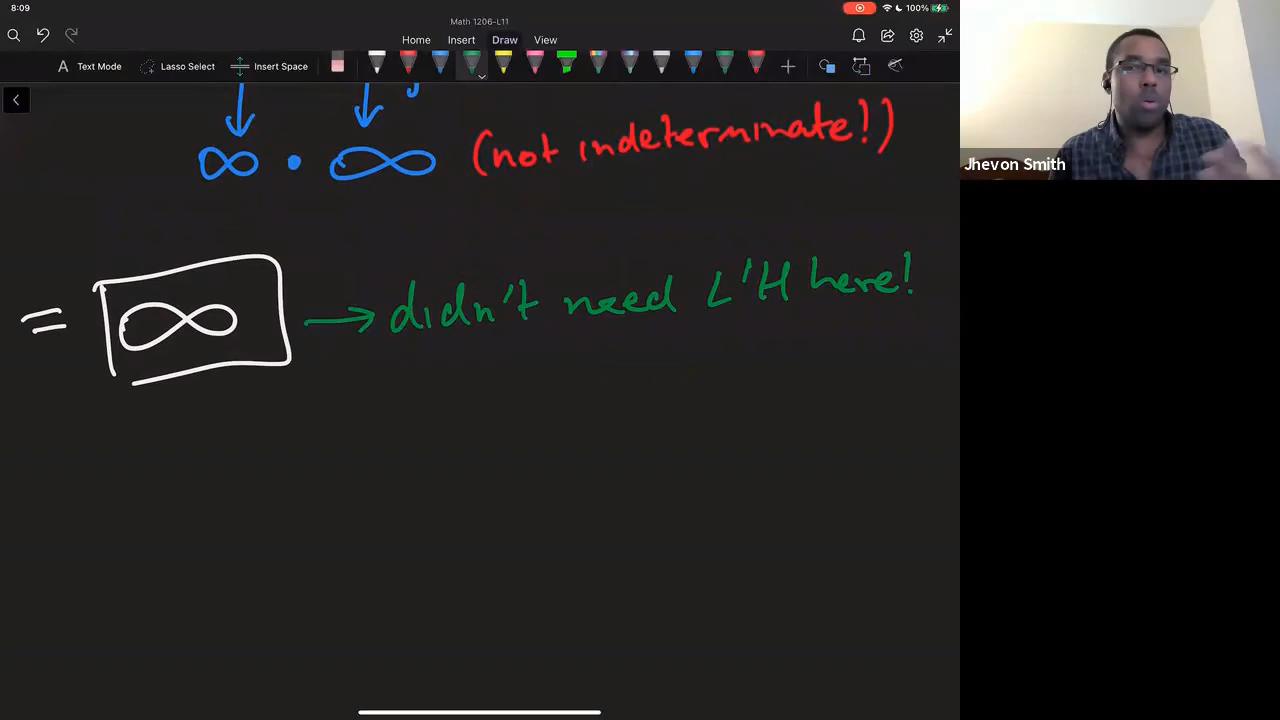 8:09
100%
Math 1206-L11
Home Insert Draw View
A Text Mode Lasso Select Insert Space
∞ • ∞ (not indeterminate!)
= ∞ → didn't need L'H here!
Jhevon Smith